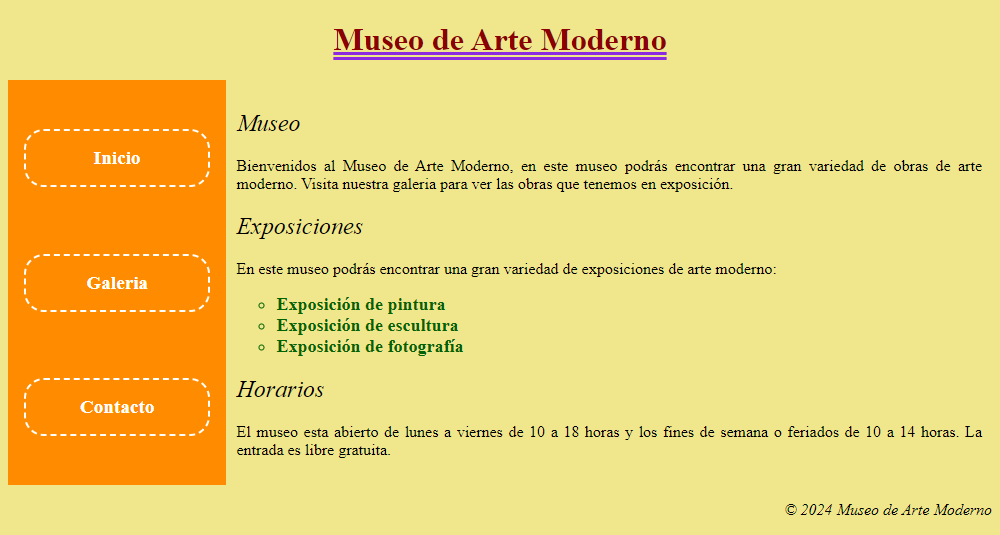 Museo de Arte Moderno
Inicio
Galeria
Contacto
Museo
Bienvenidos al Museo de Arte Moderno, en este museo podrás encontrar una gran variedad de obras de arte
moderno. Visita nuestra galeria para ver las obras que tenemos en exposición.
Exposiciones
En este museo podrás encontrar una gran variedad de exposiciones de arte moderno:
Exposición de pintura
Exposición de escultura
Exposición de fotografía
Horarios
El museo esta abierto de lunes a viernes de 10 a 18 horas y los fines de semana o feriados de 10 a 14 horas. La
entrada es libre gratuita.
© 2024 Museo de Arte Moderno